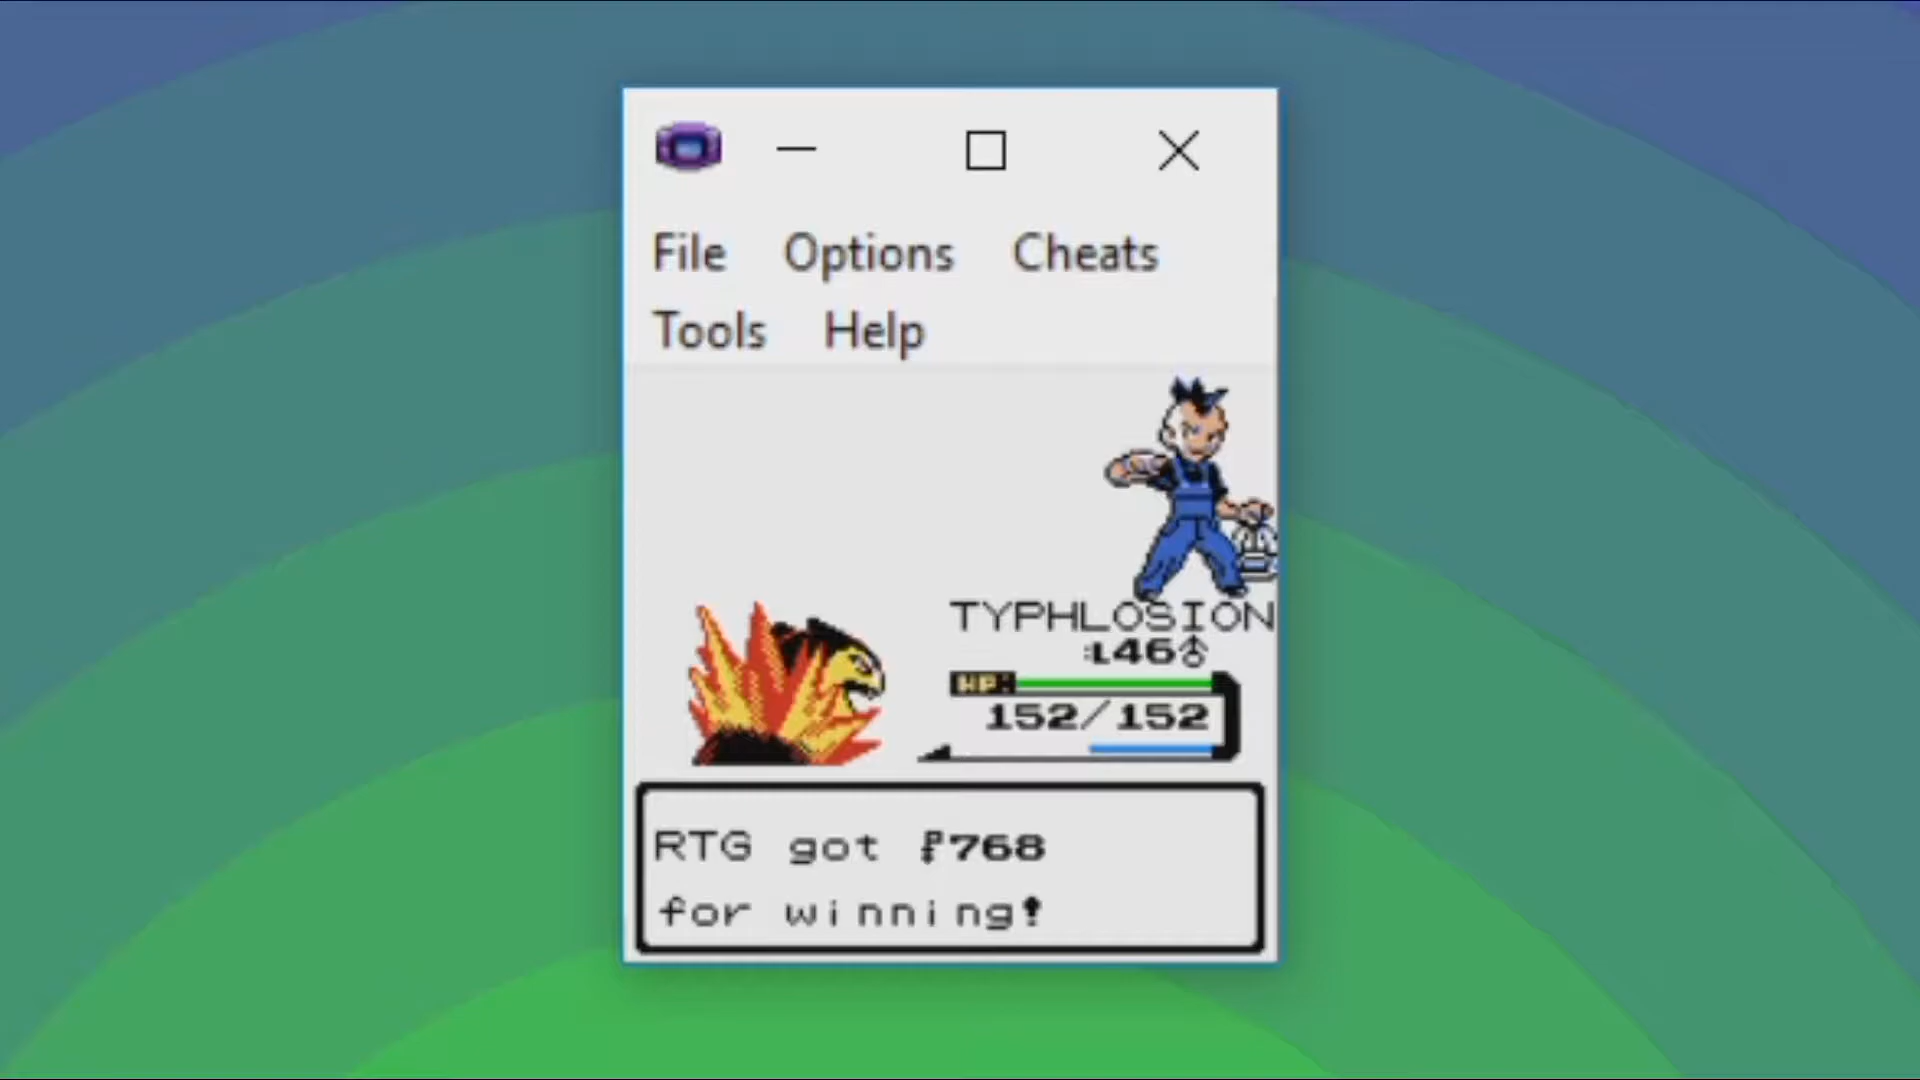 File Options Cheats
Tools Help
TYPHLOSION
:L46♂
HP:
152/152
RTG got ₽768
for winning!